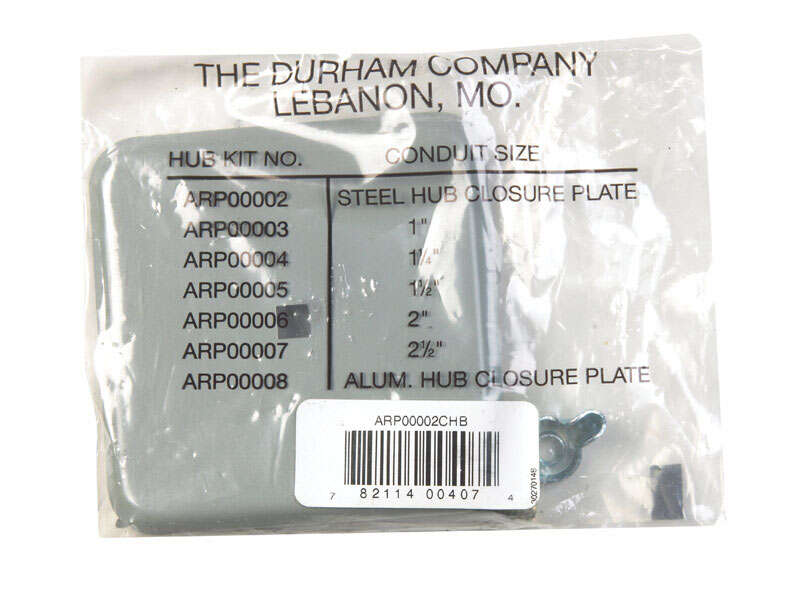 THE DURHAM COMPANY
LEBANON, MO.
HUB KIT NO. CONDUIT SIZE
ARP00002 STEEL HUB CLOSURE PLATE
ARP00003 1"
ARP00004 1¼"
ARP00005 1½"
ARP00006 2"
ARP00007 2½"
ARP00008 ALUM. HUB CLOSURE PLATE
ARP00002CHB
7 82114 00407 4